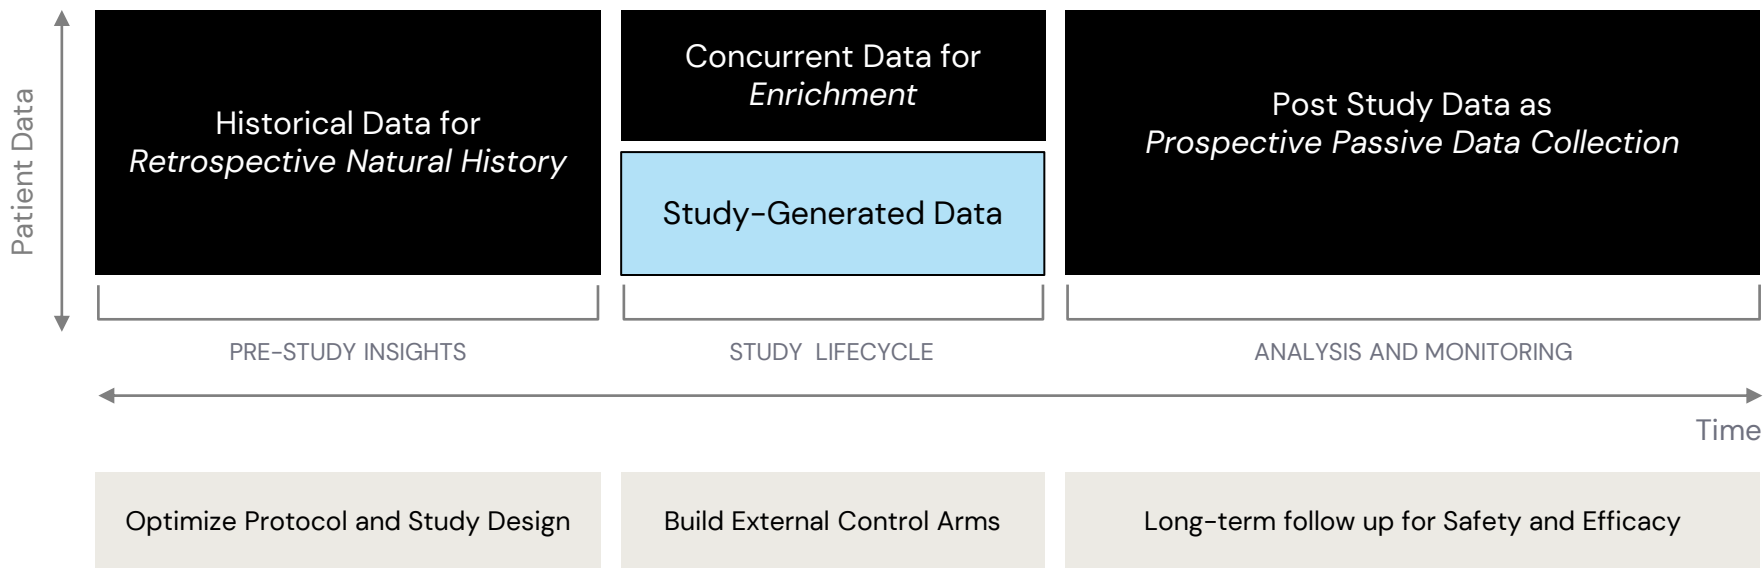 Patient Data
Historical Data for
Retrospective Natural History
Concurrent Data for
Enrichment
Study-Generated Data
Post Study Data as
Prospective Passive Data Collection
PRE-STUDY INSIGHTS
STUDY LIFECYCLE
ANALYSIS AND MONITORING
Time
Optimize Protocol and Study Design
Build External Control Arms
Long-term follow up for Safety and Efficacy